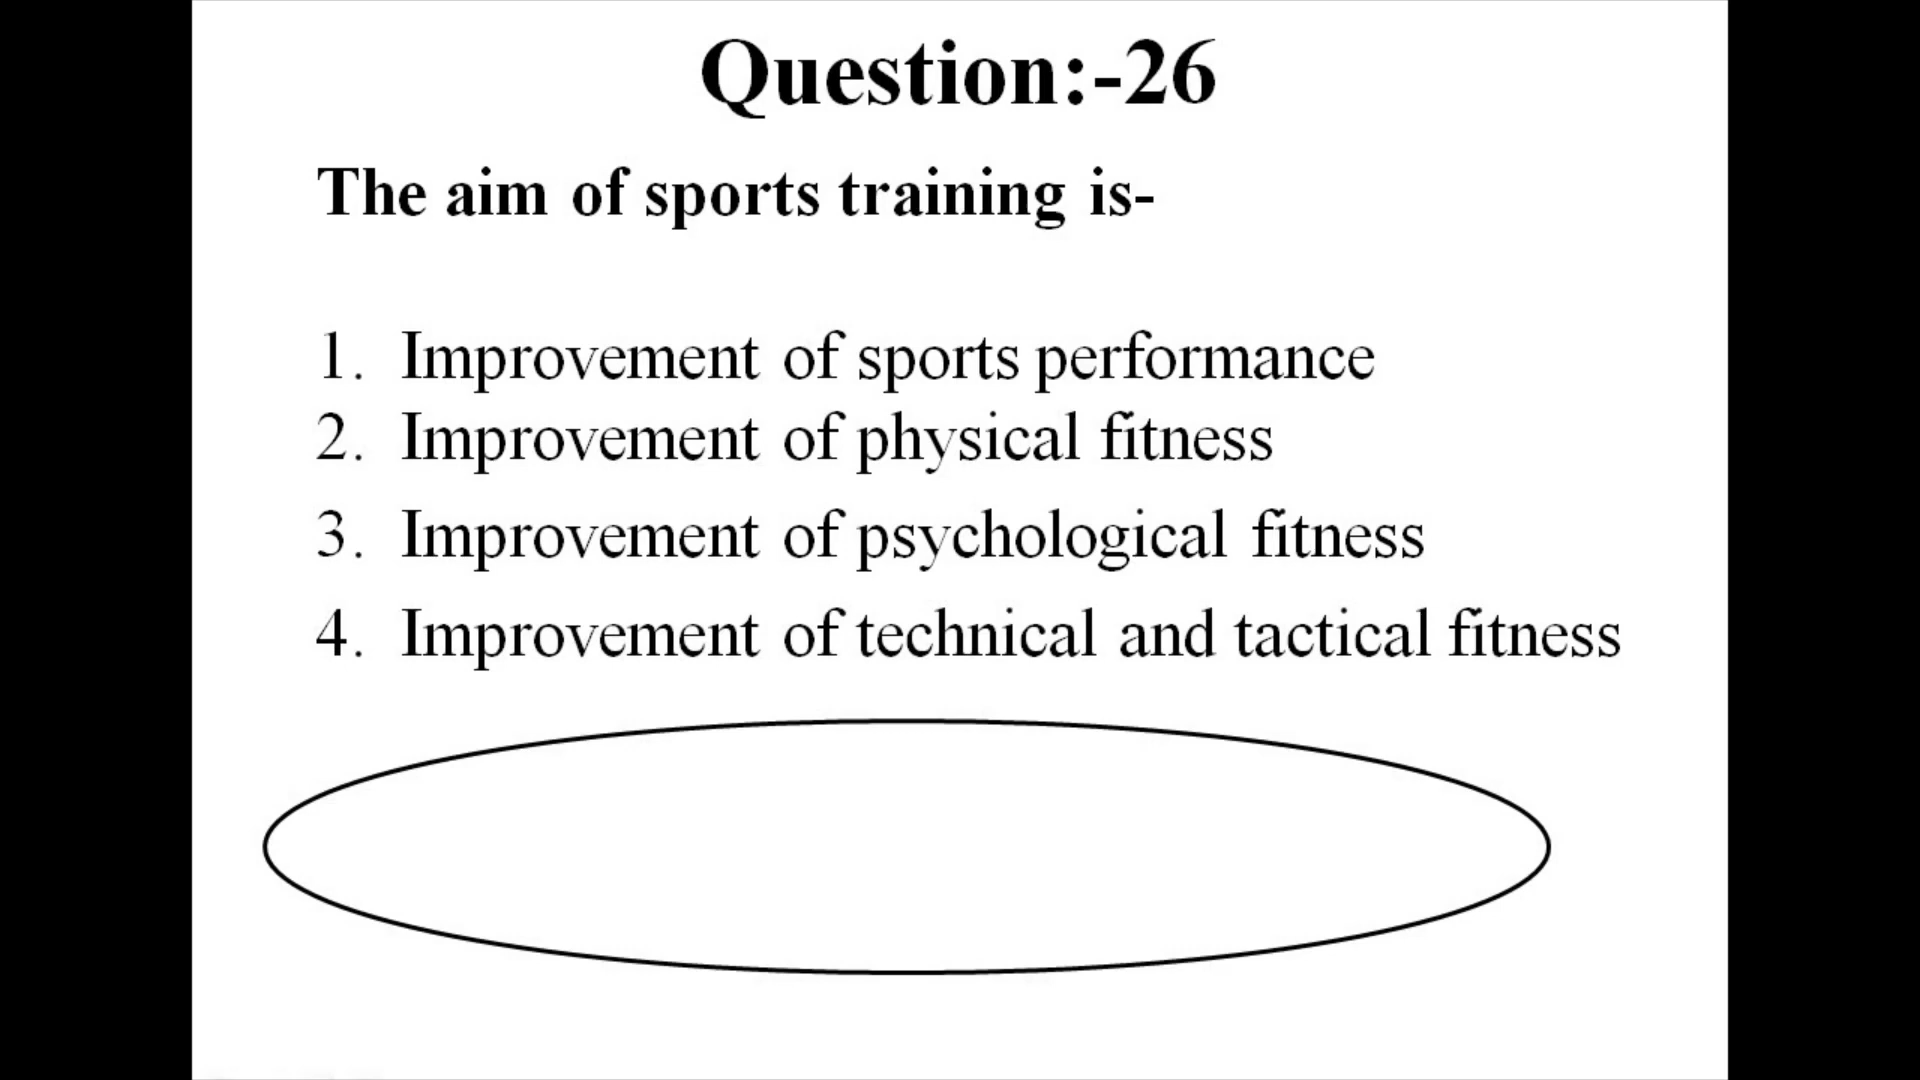 Question:-26
The aim of sports training is-
1. Improvement of sports performance
2. Improvement of physical fitness
3. Improvement of psychological fitness
4. Improvement of technical and tactical fitness